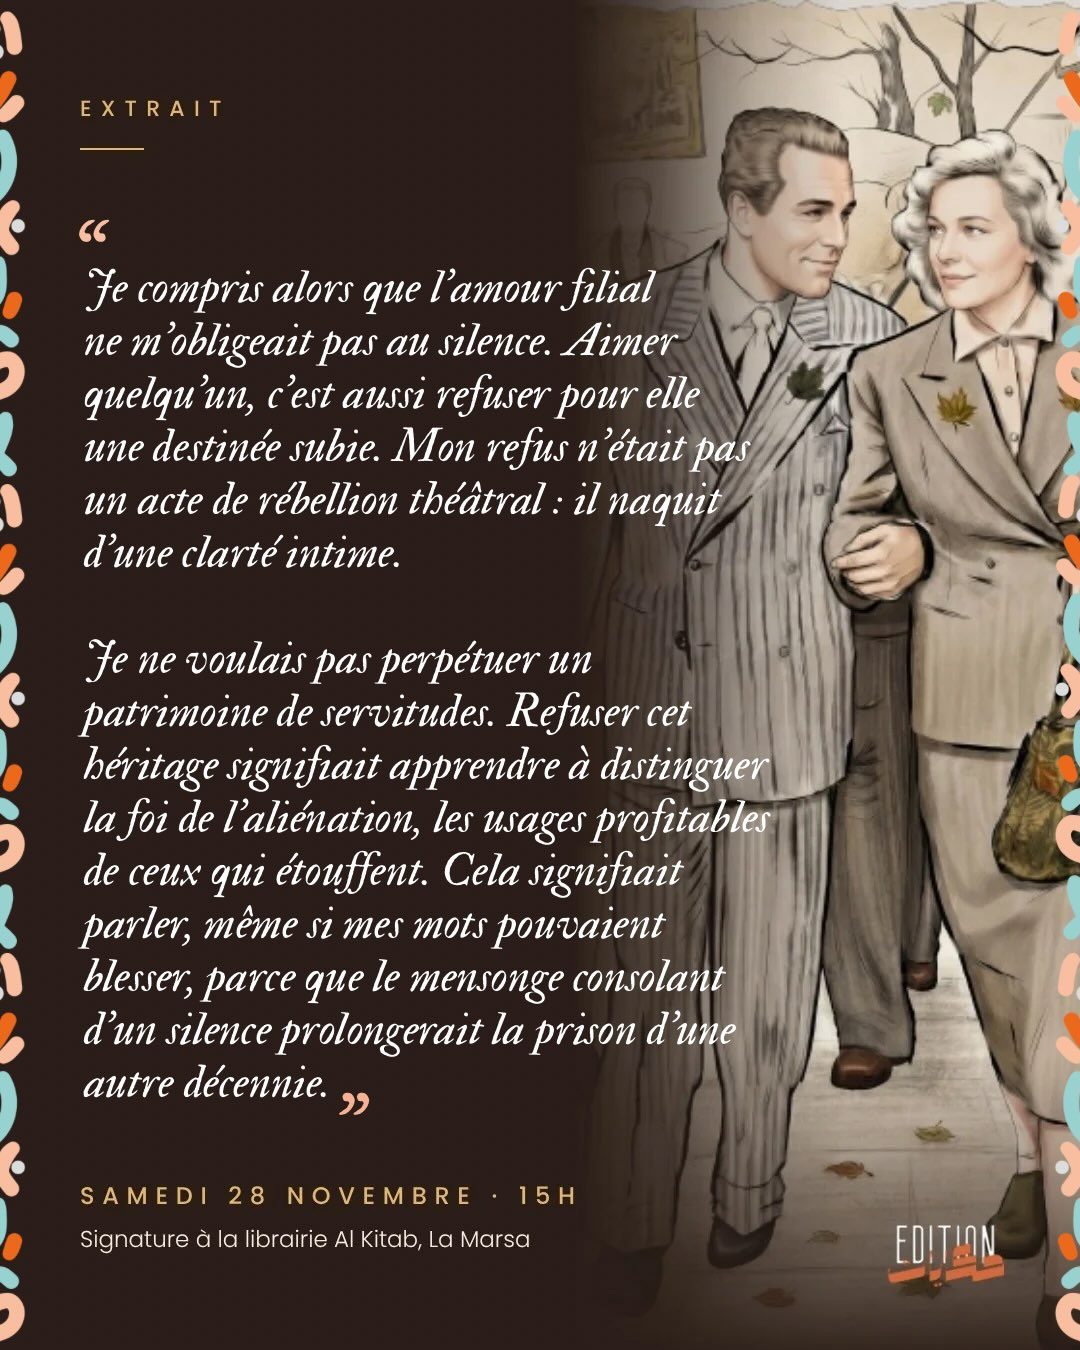 EXTRAIT
“
Je compris alors que l’amour filial
ne m’obligeait pas au silence. Aimer
quelqu’un, c’est aussi refuser pour elle
une destinée subie. Mon refus n’était pas
un acte de rébellion théâtral : il naquit
d’une clarté intime.
Je ne voulais pas perpétuer un
patrimoine de servitudes. Refuser cet
héritage signifiait apprendre à distinguer
la foi de l’aliénation, les usages profitables
de ceux qui étouffent. Cela signifiait
parler, même si mes mots pouvaient
blesser, parce que le mensonge consolant
d’un silence prolongerait la prison d’une
autre décennie. ”
SAMEDI 28 NOVEMBRE · 15H
Signature à la librairie Al Kitab, La Marsa
EDITION